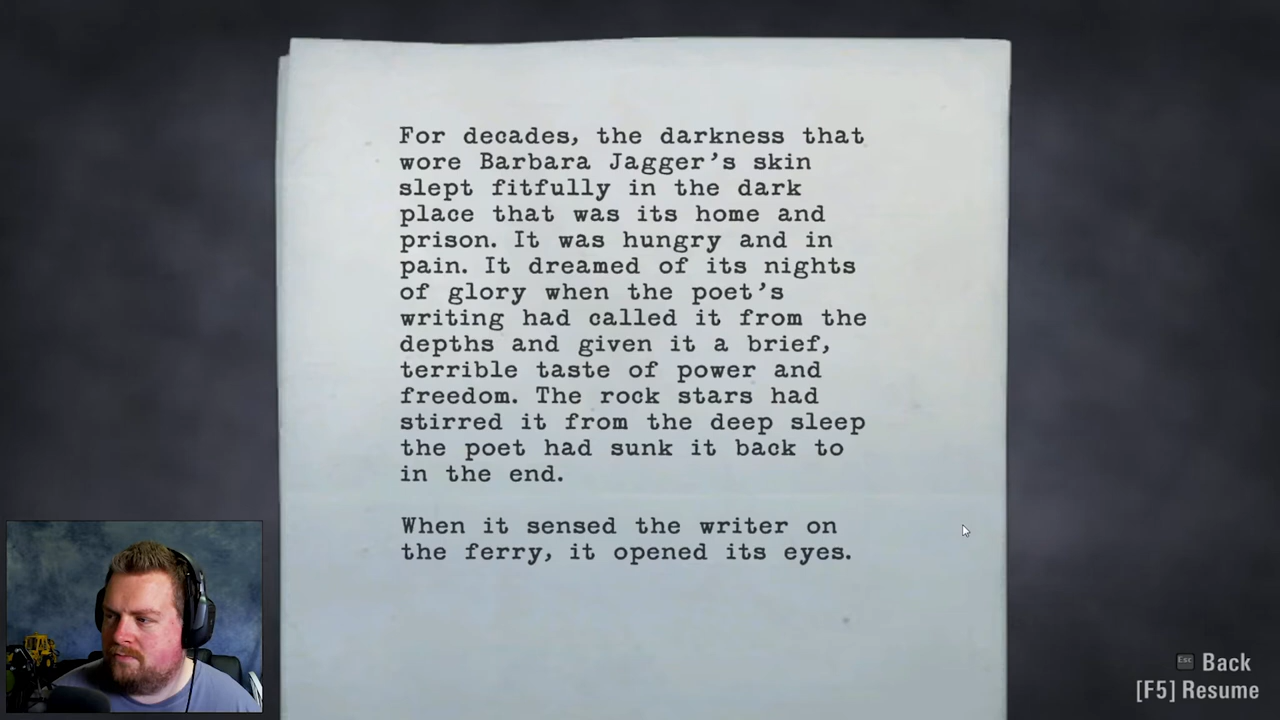 For decades, the darkness that
wore Barbara Jagger's skin
slept fitfully in the dark
place that was its home and
prison. It was hungry and in
pain. It dreamed of its nights
of glory when the poet's
writing had called it from the
depths and given it a brief,
terrible taste of power and
freedom. The rock stars had
stirred it from the deep sleep
the poet had sunk it back to
in the end.
When it sensed the writer on
the ferry, it opened its eyes.
Esc Back
[F5] Resume